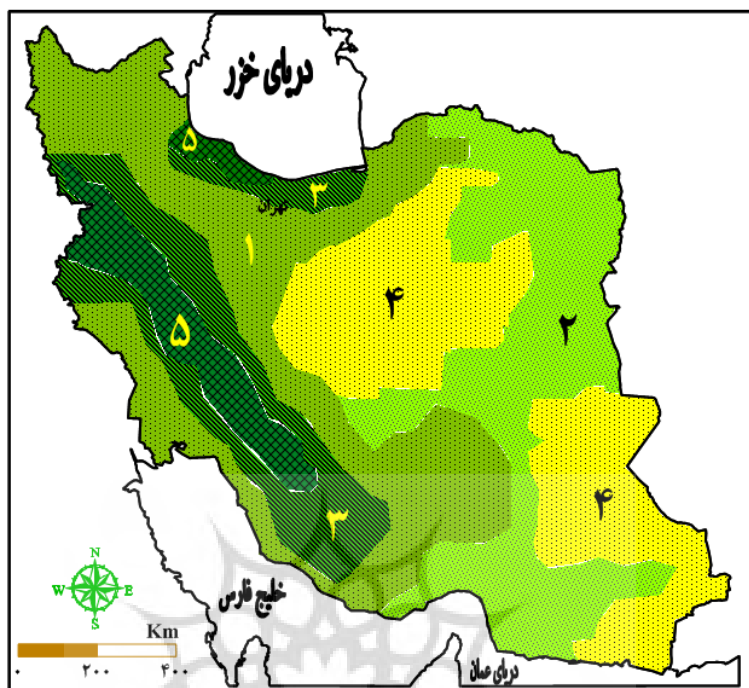 دریای خزر
۵
۳
تهران
۱
۴
۲
۵
۴
۳
N
W E
S
خلیج فارس
Km
۰ ۲۰۰ ۴۰۰
دریای عمان